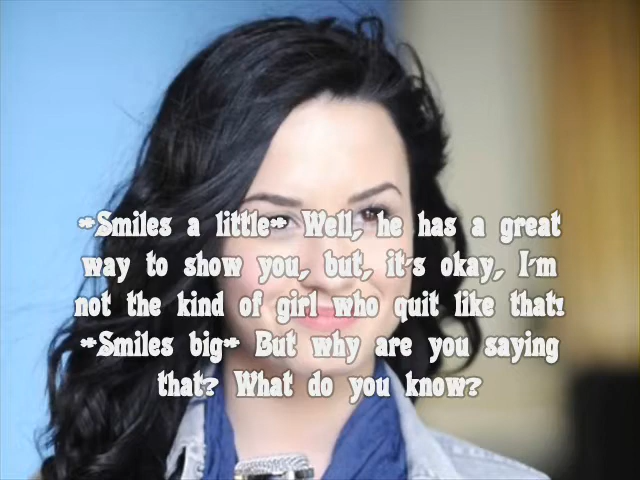 *Smiles a little* Well, he has a great
way to show you, but, it's okay, I'm
not the kind of girl who quit like that!
*Smiles big* But why are you saying
that? What do you know?